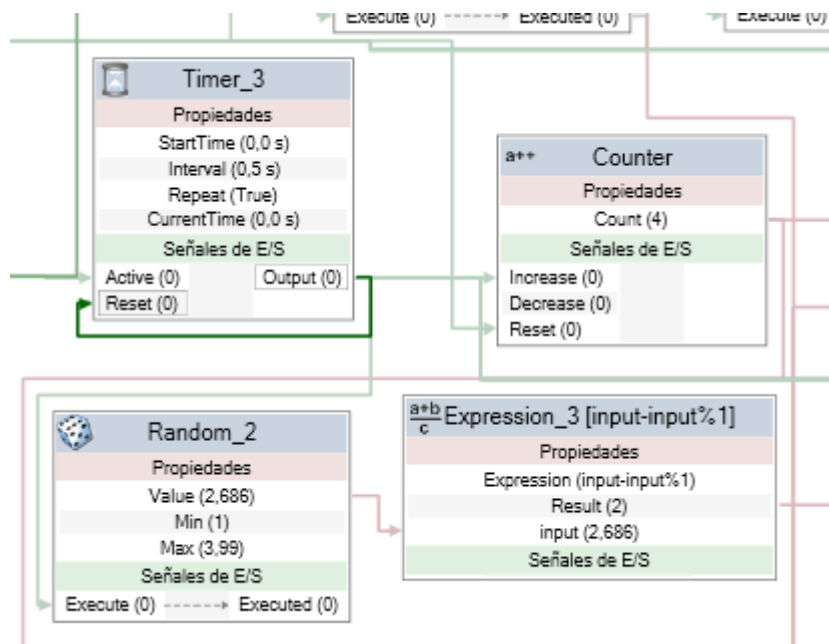 Execute (0) Executed (0)
Execute (0)
Timer_3
Propiedades
StartTime (0,0 s)
Interval (0,5 s)
Repeat (True)
CurrentTime (0,0 s)
Señales de E/S
Active (0) Output (0)
Reset (0)
a++ Counter
Propiedades
Count (4)
Señales de E/S
Increase (0)
Decrease (0)
Reset (0)
Random_2
Propiedades
Value (2,686)
Min (1)
Max (3,99)
Señales de E/S
Execute (0) Executed (0)
a+b
c
Expression_3 [input-input%1]
Propiedades
Expression (input-input%1)
Result (2)
input (2,686)
Señales de E/S